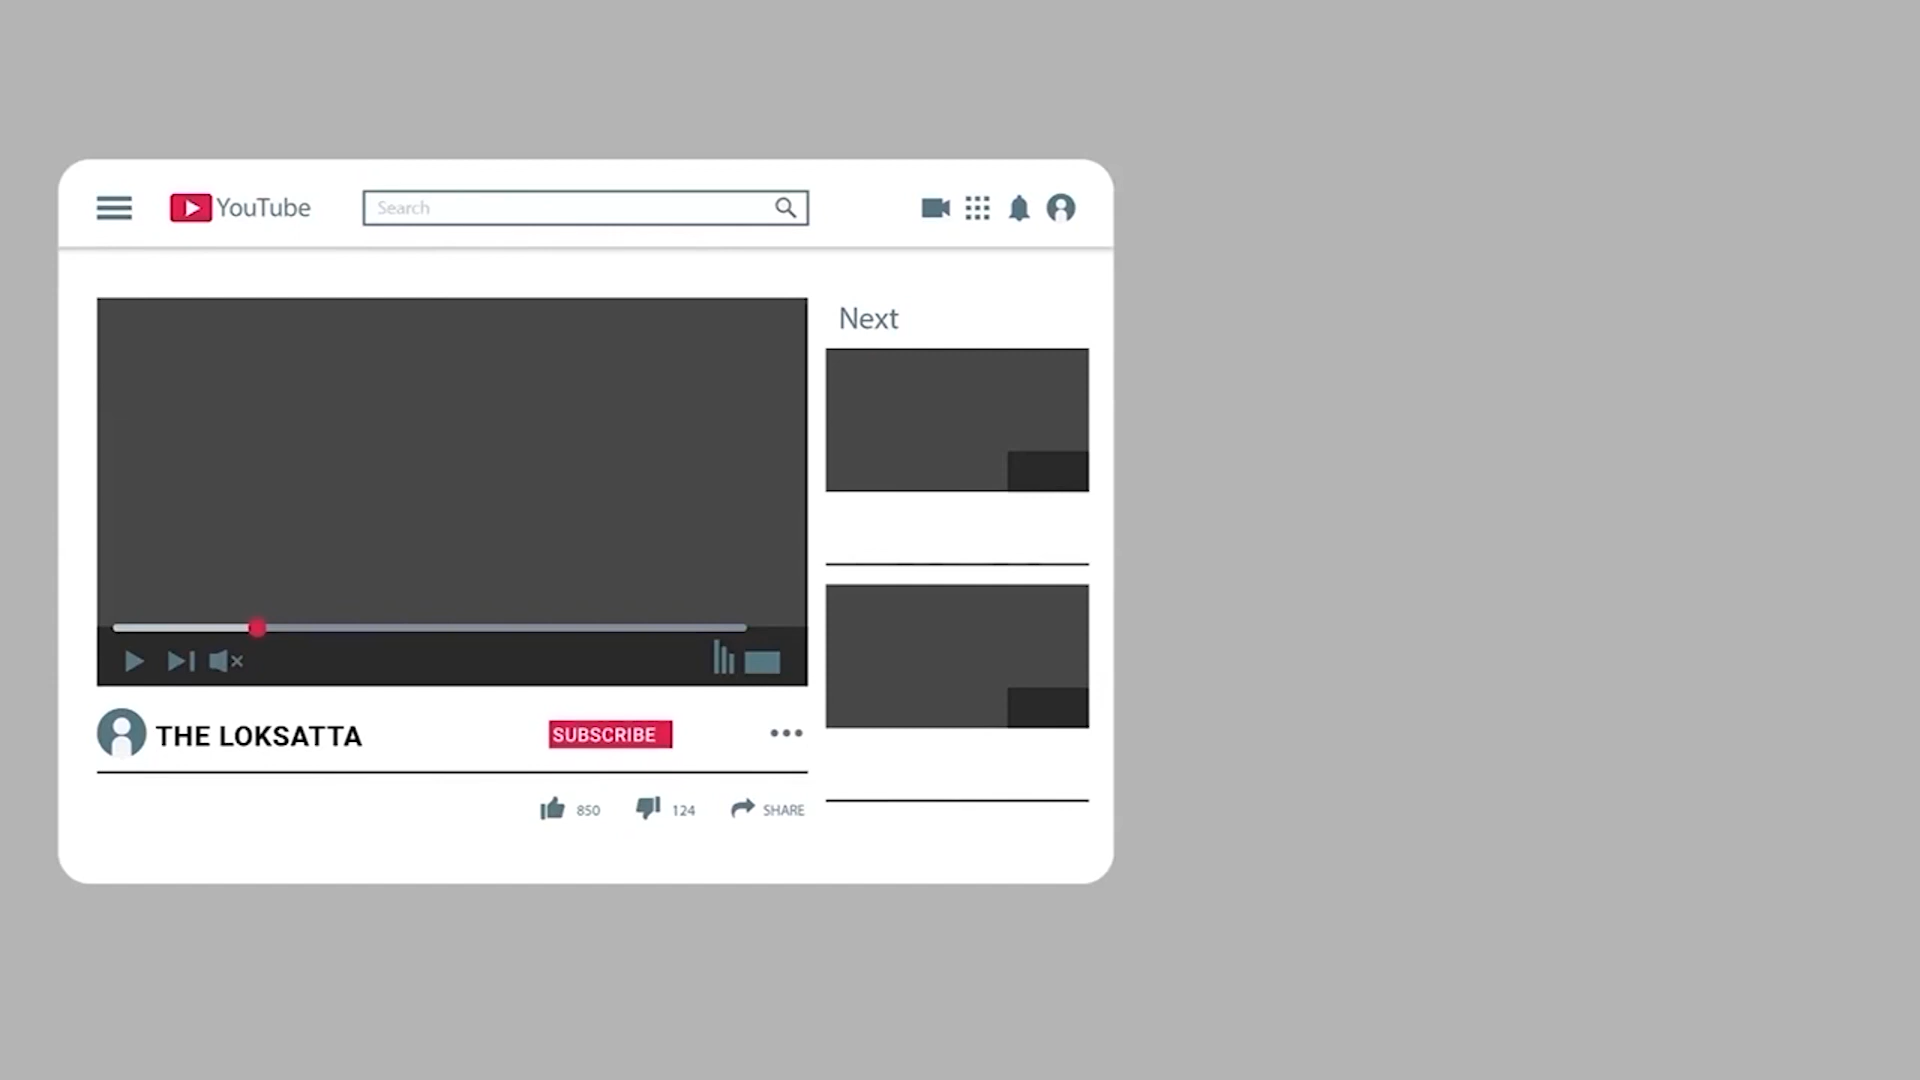 YouTube
Search
Next
THE LOKSATTA
SUBSCRIBE
850
124
SHARE